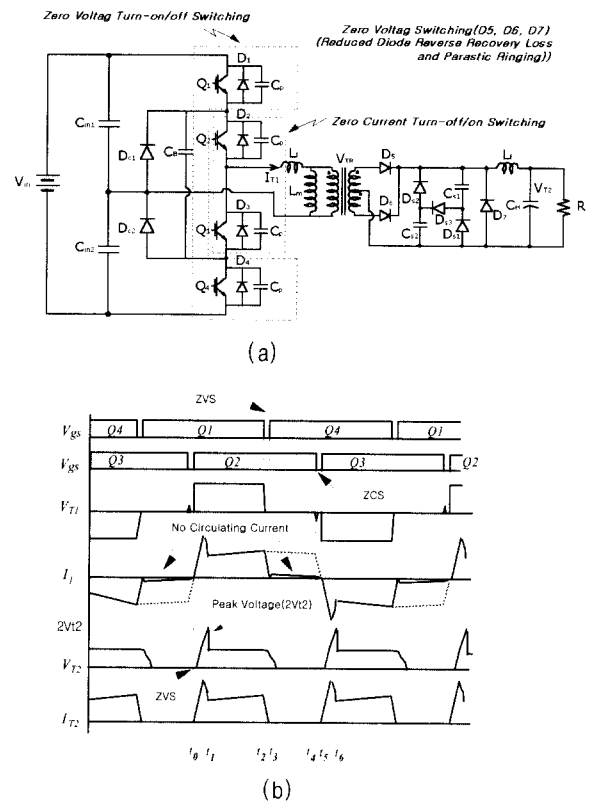 Zero Voltag Turn-on/off Switching
Zero Voltag Switching(D5, D6, D7)
(Reduced Diode Reverse Recovery Loss
and Parastic Ringing))
D1
Q1
Cp
Cin1
D2
Q2
Cp
Zero Current Turn-off/on Switching
Dc1
CB
Ll
VTR
D5
Lf
IT1
Lm
Ds2
Cs1
VT2
Vin
D6
Ds3
D7
CH
R
Dc2
D3
Cs2
Ds1
Q3
Cp
Cin2
D4
Q4
Cp
(a)
ZVS
Vgs Q4 Q1 Q4 Q1
Vgs Q3 Q2 Q3 Q2
VT1 ZCS
No Circulating Current
I1
Peak Voltage(2Vt2)
2Vt2
VT2
ZVS
IT2
t0 t1 t2 t3 t4 t5 t6
(b)